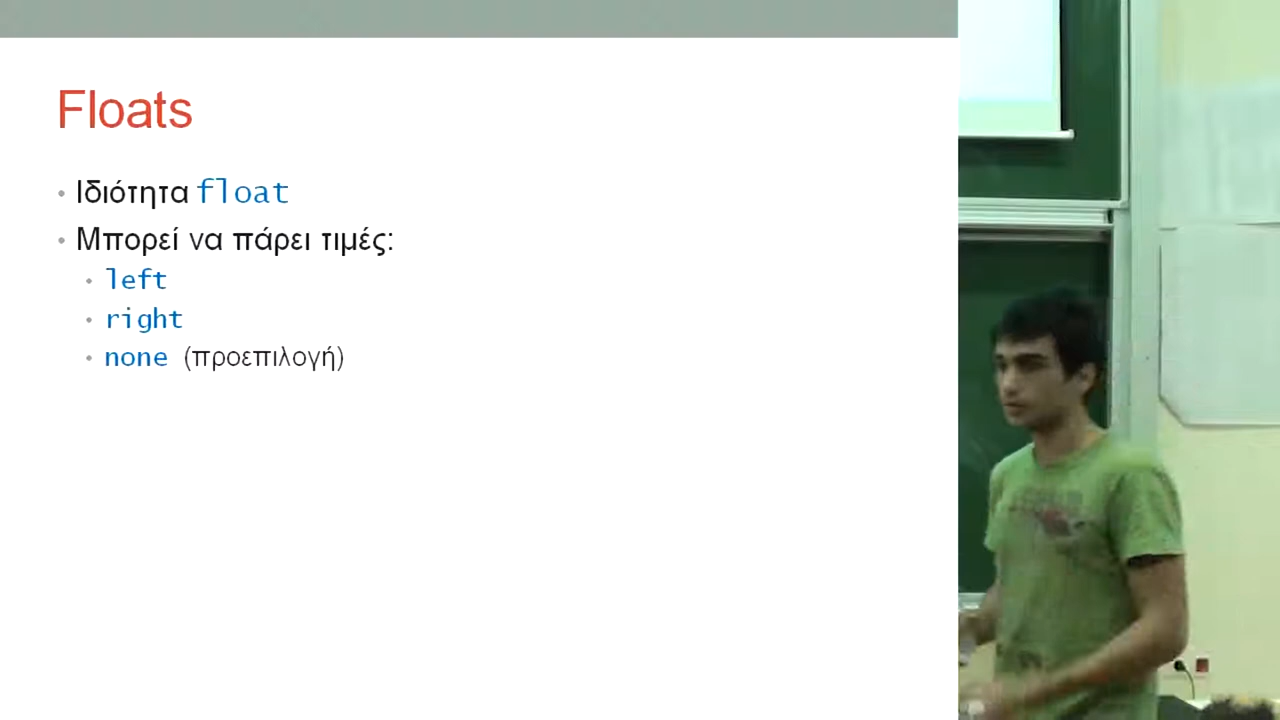 Floats
• Ιδιότητα float
• Μπορεί να πάρει τιμές:
• left
• right
• none (προεπιλογή)